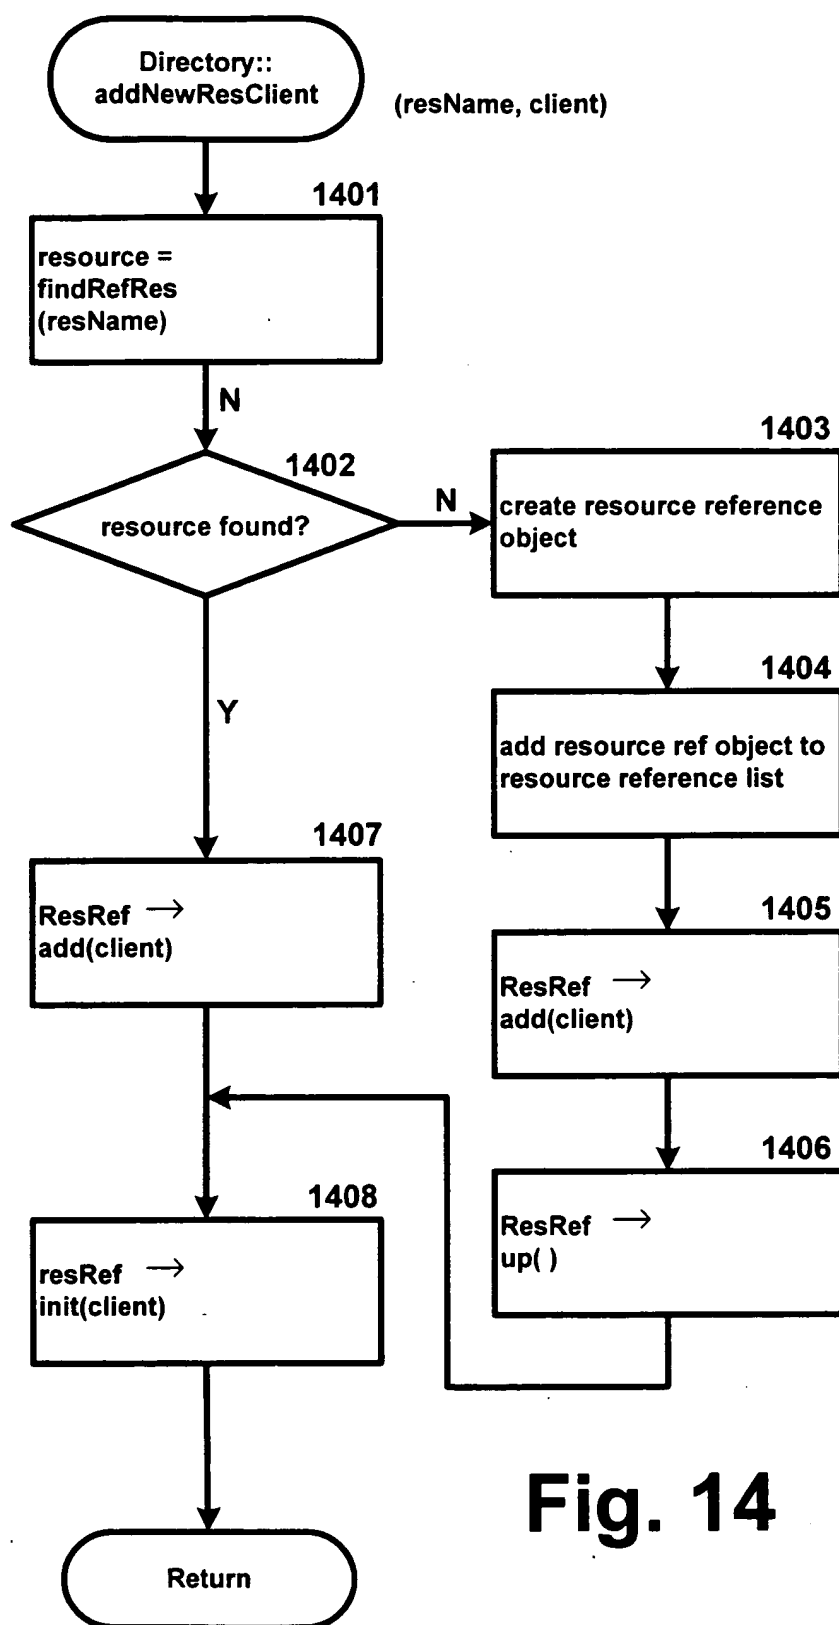 Directory::
addNewResClient
(resName, client)
1401
resource =
findRefRes
(resName)
N
1402
resource found?
N
1403
create resource reference
object
1404
add resource ref object to
resource reference list
Y
1407
ResRef →
add(client)
1405
ResRef →
add(client)
1406
ResRef →
up( )
1408
resRef →
init(client)
Return
Fig. 14